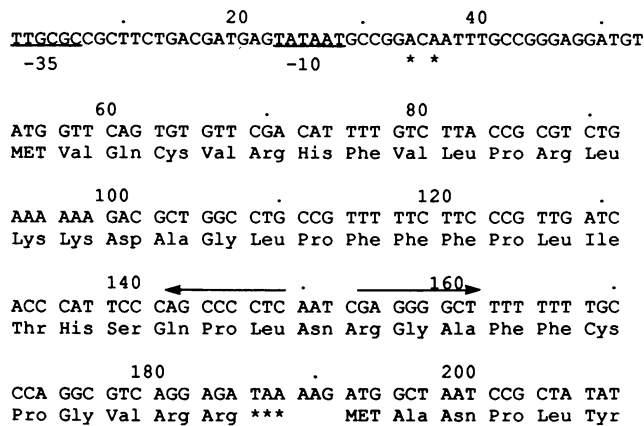 . 20 . 40 .
TTGCGCCGCTTCTGACGATGAGTATAATGCCGGACAATTTGCCGGGAGGATGT
-35 -10 * *
60 . 80 .
ATG GTT CAG TGT GTT CGA CAT TTT GTC TTA CCG CGT CTG
MET Val Gln Cys Val Arg His Phe Val Leu Pro Arg Leu
100 . 120 .
AAA AAA GAC GCT GGC CTG CCG TTT TTC TTC CCG TTG ATC
Lys Lys Asp Ala Gly Leu Pro Phe Phe Phe Pro Leu Ile
140 . 160 .
ACC CAT TCC CAG CCC CTC AAT CGA GGG GCT TTT TTT TGC
Thr His Ser Gln Pro Leu Asn Arg Gly Ala Phe Phe Cys
180 . 200
CCA GGC GTC AGG AGA TAA AAG ATG GCT AAT CCG CTA TAT
Pro Gly Val Arg Arg *** MET Ala Asn Pro Leu Tyr